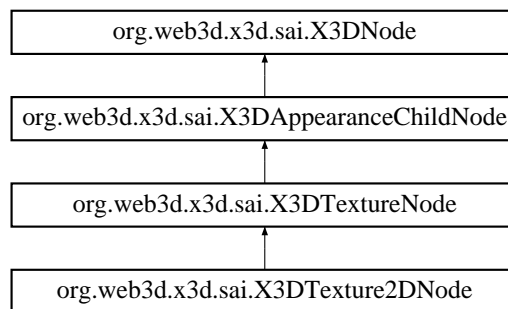 org.web3d.x3d.sai.X3DNode
org.web3d.x3d.sai.X3DAppearanceChildNode
org.web3d.x3d.sai.X3DTextureNode
org.web3d.x3d.sai.X3DTexture2DNode